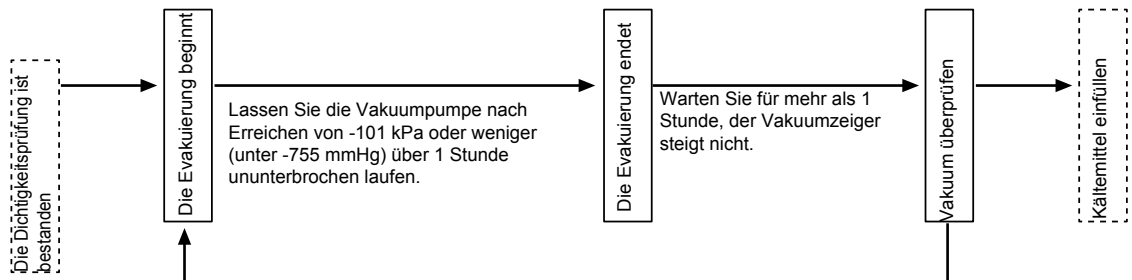 Die Dichtigkeitsprüfung ist
bestanden
Die Evakuierung beginnt
Lassen Sie die Vakuumpumpe nach
Erreichen von -101 kPa oder weniger
(unter -755 mmHg) über 1 Stunde
ununterbrochen laufen.
Die Evakuierung endet
Warten Sie für mehr als 1
Stunde, der Vakuumzeiger
steigt nicht.
Vakuum überprüfen
Kältemittel einfüllen